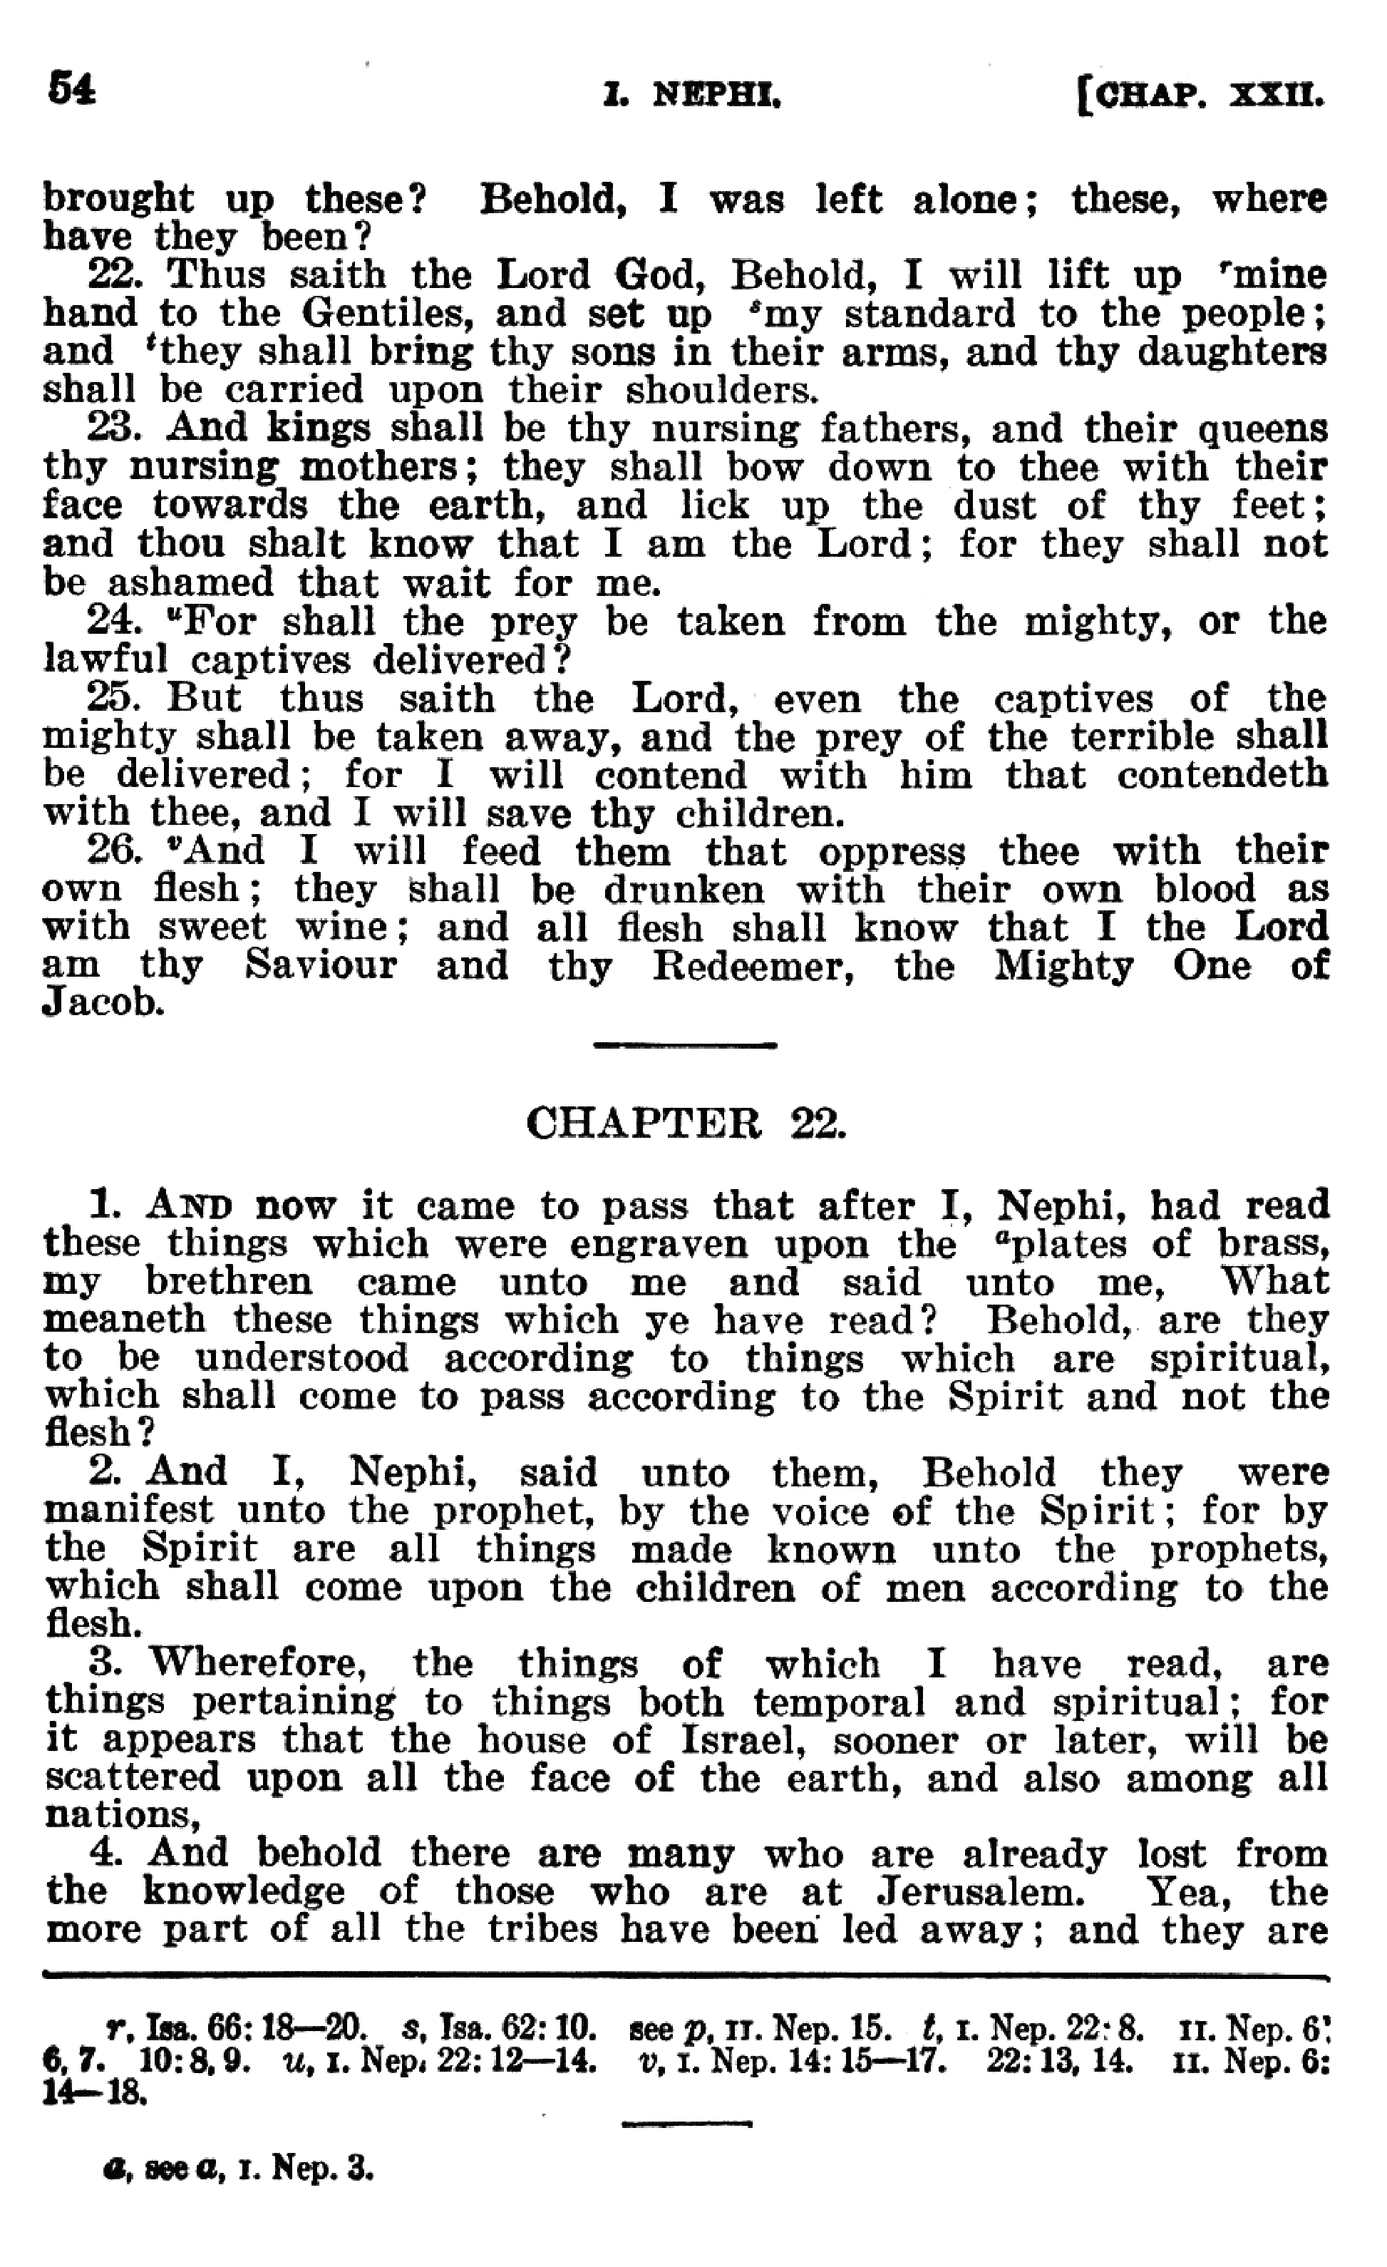 54 I. NEPHI. [CHAP. XXII.
brought up these? Behold, I was left alone; these, where
have they been?
22. Thus saith the Lord God, Behold, I will lift up ʳmine
hand to the Gentiles, and set up ˢmy standard to the people;
and ᵗthey shall bring thy sons in their arms, and thy daughters
shall be carried upon their shoulders.
23. And kings shall be thy nursing fathers, and their queens
thy nursing mothers; they shall bow down to thee with their
face towards the earth, and lick up the dust of thy feet;
and thou shalt know that I am the Lord; for they shall not
be ashamed that wait for me.
24. ᵘFor shall the prey be taken from the mighty, or the
lawful captives delivered?
25. But thus saith the Lord, even the captives of the
mighty shall be taken away, and the prey of the terrible shall
be delivered; for I will contend with him that contendeth
with thee, and I will save thy children.
26. ᵛAnd I will feed them that oppress thee with their
own flesh; they shall be drunken with their own blood as
with sweet wine; and all flesh shall know that I the Lord
am thy Saviour and thy Redeemer, the Mighty One of
Jacob.
CHAPTER 22.
1. AND now it came to pass that after I, Nephi, had read
these things which were engraven upon the ᵃplates of brass,
my brethren came unto me and said unto me, What
meaneth these things which ye have read? Behold, are they
to be understood according to things which are spiritual,
which shall come to pass according to the Spirit and not the
flesh?
2. And I, Nephi, said unto them, Behold they were
manifest unto the prophet, by the voice of the Spirit; for by
the Spirit are all things made known unto the prophets,
which shall come upon the children of men according to the
flesh.
3. Wherefore, the things of which I have read, are
things pertaining to things both temporal and spiritual; for
it appears that the house of Israel, sooner or later, will be
scattered upon all the face of the earth, and also among all
nations,
4. And behold there are many who are already lost from
the knowledge of those who are at Jerusalem. Yea, the
more part of all the tribes have been led away; and they are
r, Isa. 66: 18—20. s, Isa. 62: 10. see p, II. Nep. 15. t, I. Nep. 22: 8. II. Nep. 6:
6, 7. 10: 8, 9. u, I. Nep. 22: 12—14. v, I. Nep. 14: 15—17. 22: 13, 14. II. Nep. 6:
14—18.
a, see a, I. Nep. 3.